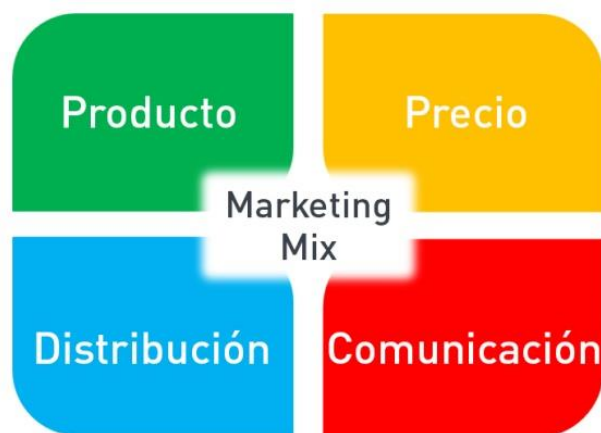 Producto
Precio
Marketing
Mix
Distribución
Comunicación